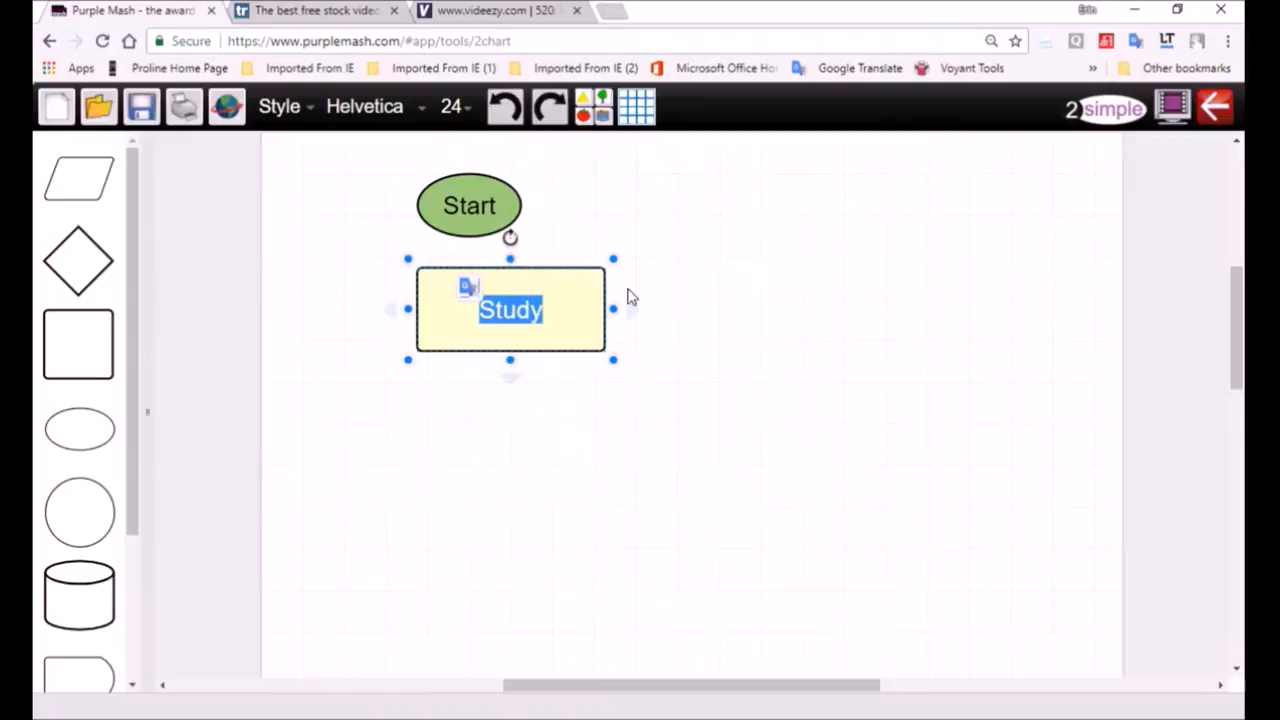 Purple Mash - the award
The best free stock video
www.videezy.com | 520
Secure
https://www.purplemash.com/#app/tools/2chart
LT
Apps
Proline Home Page
Imported From IE
Imported From IE (1)
Imported From IE (2)
Microsoft Office Ho
Google Translate
Voyant Tools
»
Other bookmarks
Style
Helvetica
24
2simple
Start
Study